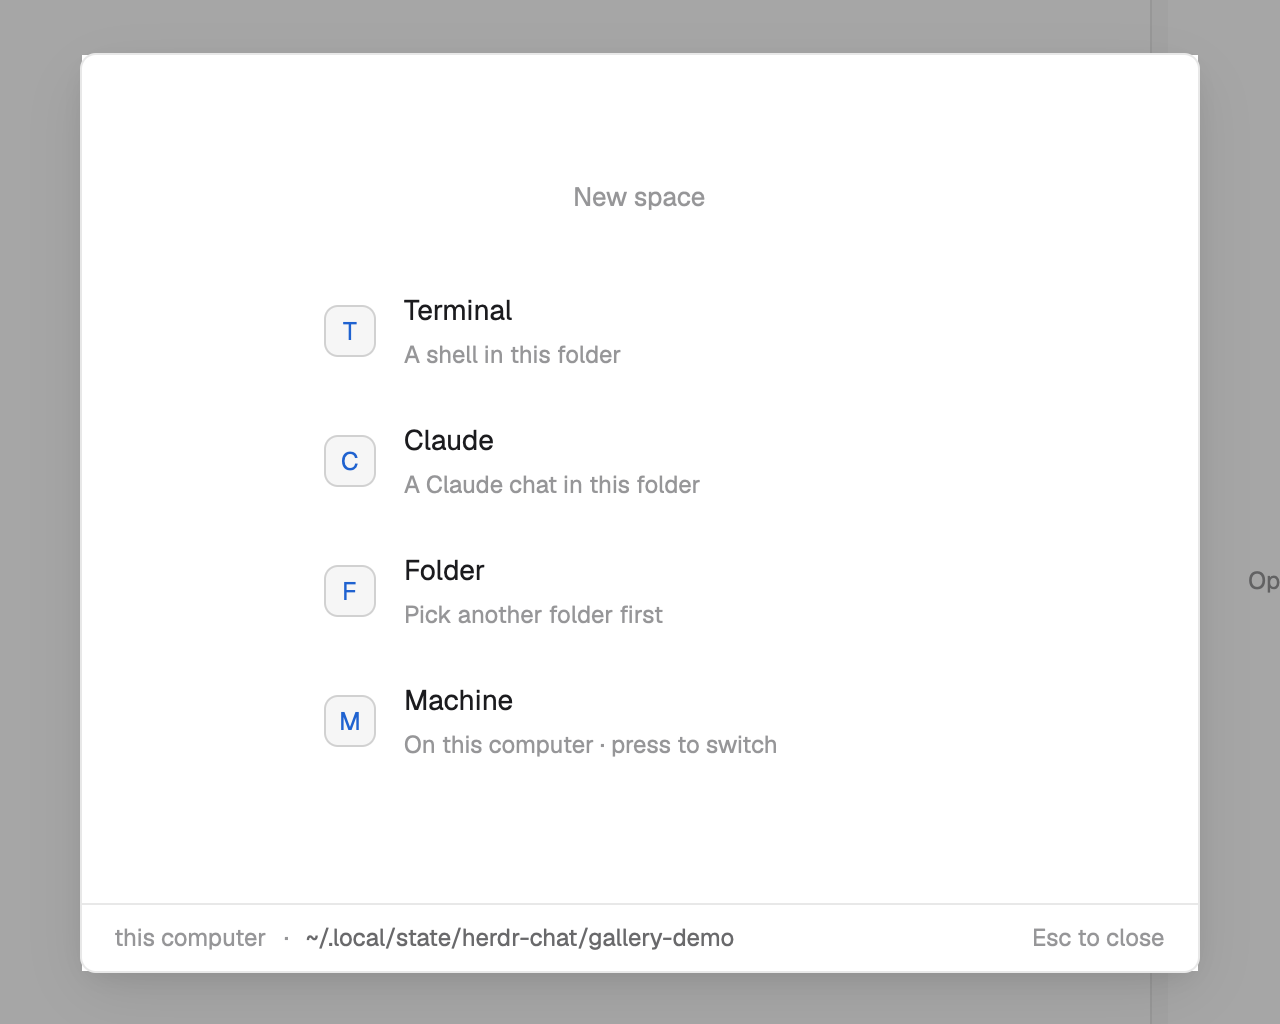 New space
T
Terminal
A shell in this folder
C
Claude
A Claude chat in this folder
F
Folder
Pick another folder first
M
Machine
On this computer · press to switch
Op
this computer · ~/.local/state/herdr-chat/gallery-demo
Esc to close